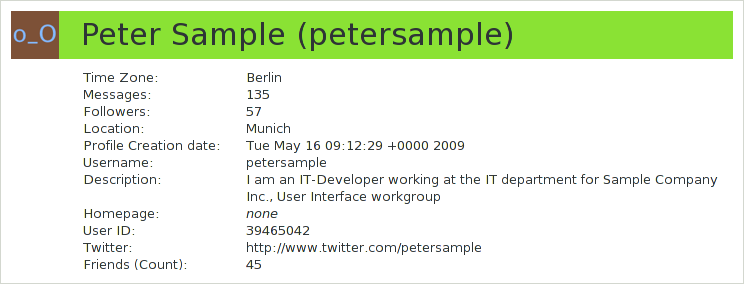 o_O Peter Sample (petersample)
Time Zone: Berlin
Messages: 135
Followers: 57
Location: Munich
Profile Creation date: Tue May 16 09:12:29 +0000 2009
Username: petersample
Description: I am an IT-Developer working at the IT department for Sample Company
Inc., User Interface workgroup
Homepage: none
User ID: 39465042
Twitter: http://www.twitter.com/petersample
Friends (Count): 45